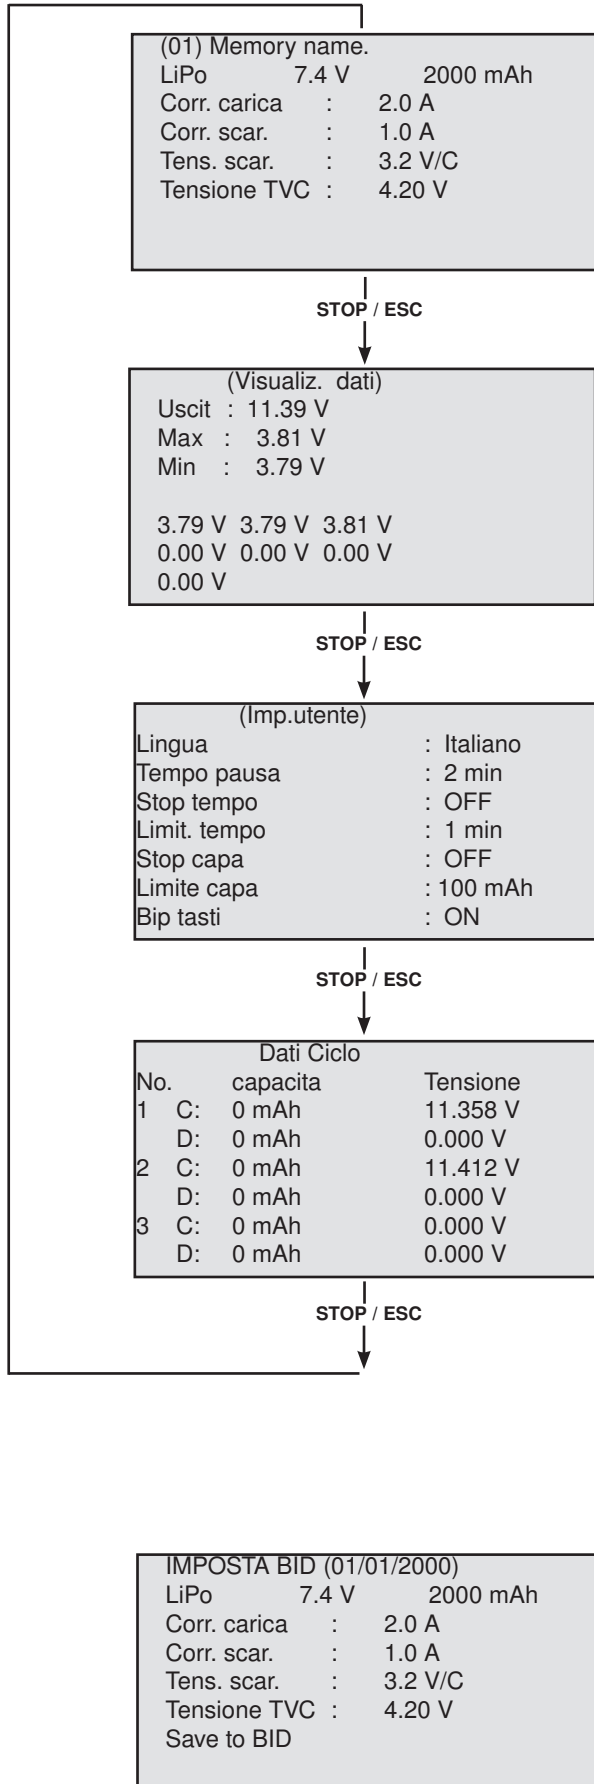 (01) Memory name.
LiPo 7.4 V 2000 mAh
Corr. carica : 2.0 A
Corr. scar. : 1.0 A
Tens. scar. : 3.2 V/C
Tensione TVC : 4.20 V
STOP / ESC
(Visualiz. dati)
Uscit : 11.39 V
Max : 3.81 V
Min : 3.79 V
3.79 V 3.79 V 3.81 V
0.00 V 0.00 V 0.00 V
0.00 V
STOP / ESC
(Imp.utente)
Lingua : Italiano
Tempo pausa : 2 min
Stop tempo : OFF
Limit. tempo : 1 min
Stop capa : OFF
Limite capa : 100 mAh
Bip tasti : ON
STOP / ESC
Dati Ciclo
No. capacita Tensione
1 C: 0 mAh 11.358 V
D: 0 mAh 0.000 V
2 C: 0 mAh 11.412 V
D: 0 mAh 0.000 V
3 C: 0 mAh 0.000 V
D: 0 mAh 0.000 V
STOP / ESC
IMPOSTA BID (01/01/2000)
LiPo 7.4 V 2000 mAh
Corr. carica : 2.0 A
Corr. scar. : 1.0 A
Tens. scar. : 3.2 V/C
Tensione TVC : 4.20 V
Save to BID